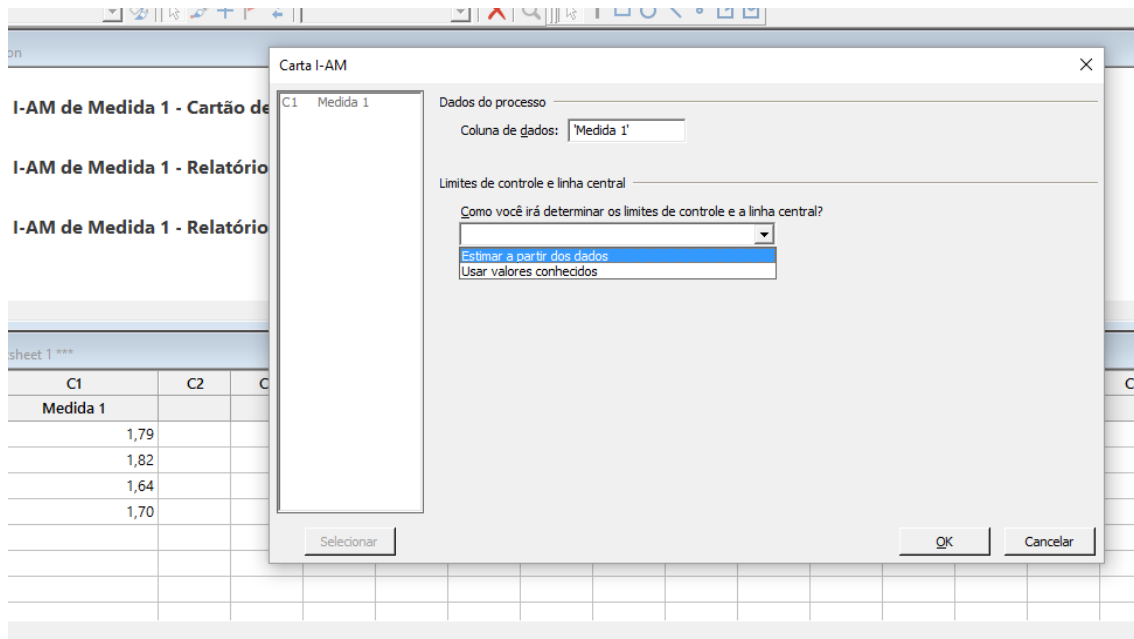 on
I-AM de Medida 1 - Cartão de
I-AM de Medida 1 - Relatório
I-AM de Medida 1 - Relatório
Carta I-AM
C1 Medida 1
Dados do processo
Coluna de dados: 'Medida 1'
Limites de controle e linha central
Como você irá determinar os limites de controle e a linha central?
Estimar a partir dos dados
Usar valores conhecidos
Selecionar
OK
Cancelar
sheet 1 ***
C1 C2 C C
Medida 1
1,79
1,82
1,64
1,70